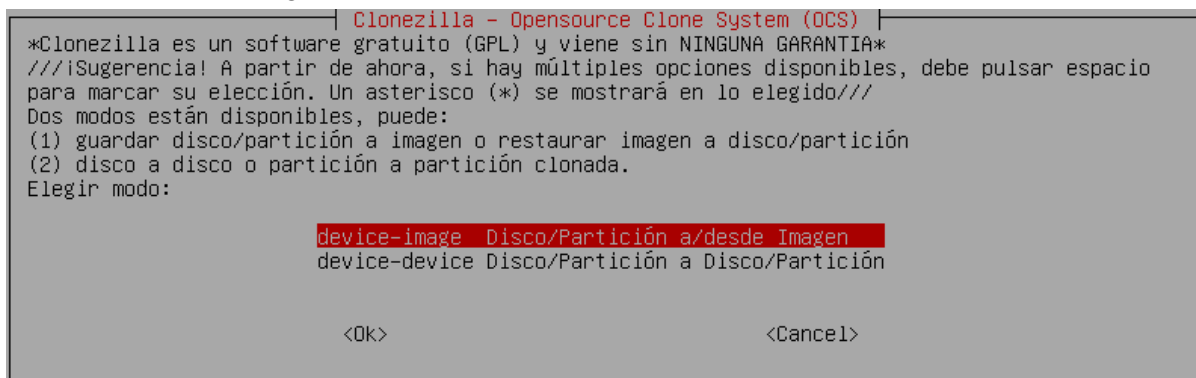 Clonezilla - Opensource Clone System (OCS)
*Clonezilla es un software gratuito (GPL) y viene sin NINGUNA GARANTIA*
///¡Sugerencia! A partir de ahora, si hay múltiples opciones disponibles, debe pulsar espacio
para marcar su elección. Un asterisco (*) se mostrará en lo elegido///
Dos modos están disponibles, puede:
(1) guardar disco/partición a imagen o restaurar imagen a disco/partición
(2) disco a disco o partición a partición clonada.
Elegir modo:
device-image Disco/Partición a/desde Imagen
device-device Disco/Partición a Disco/Partición
<Ok> <Cancel>